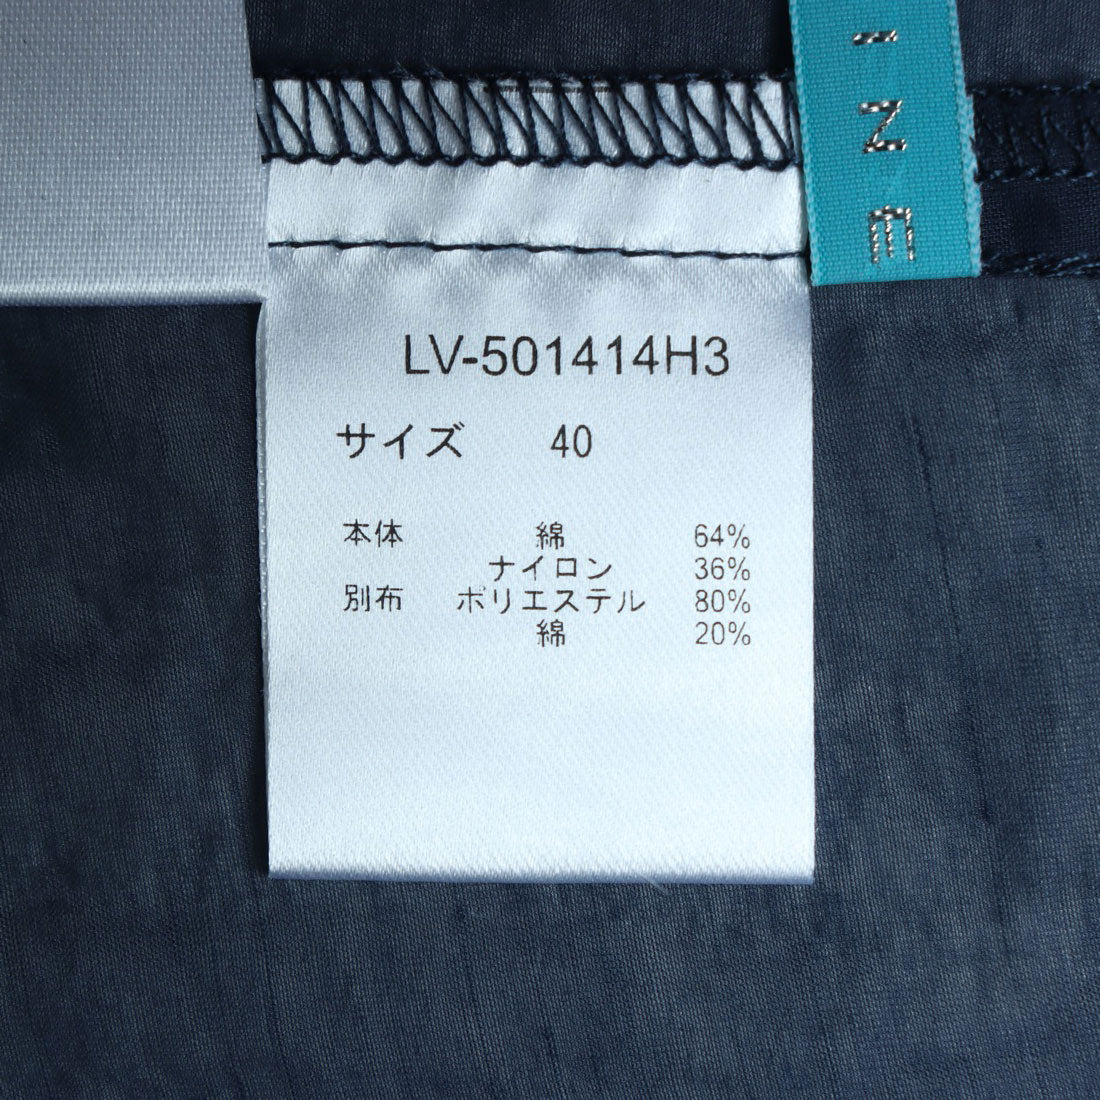 INE
LV-501414H3
サイズ 40
本体 綿 64%
ナイロン 36%
別布 ポリエステル 80%
綿 20%